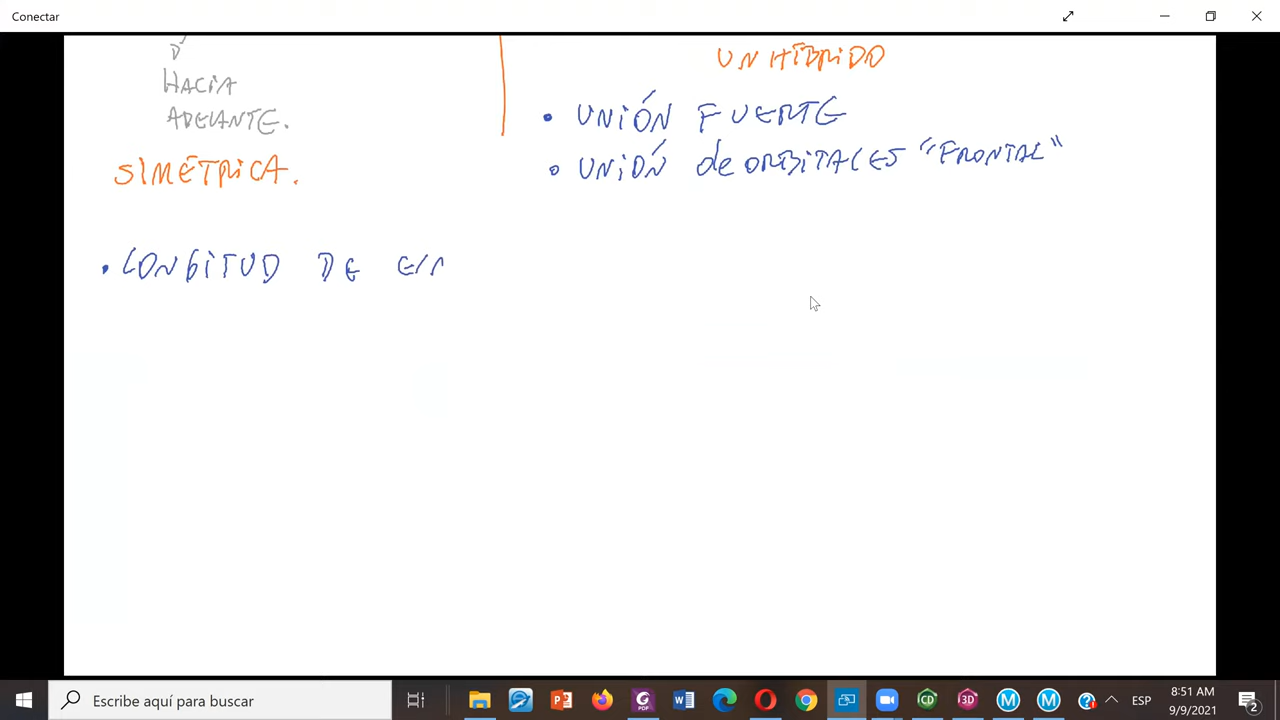 Conectar
HACIA
ADELANTE.
SIMÉTRICA.
UN HÍBRIDO
• UNIÓN FUERTE
• UNIÓN de ORBITALES "FRONTAL"
• LONGITUD DE
Escribe aquí para buscar
ESP
8:51 AM
9/9/2021
2